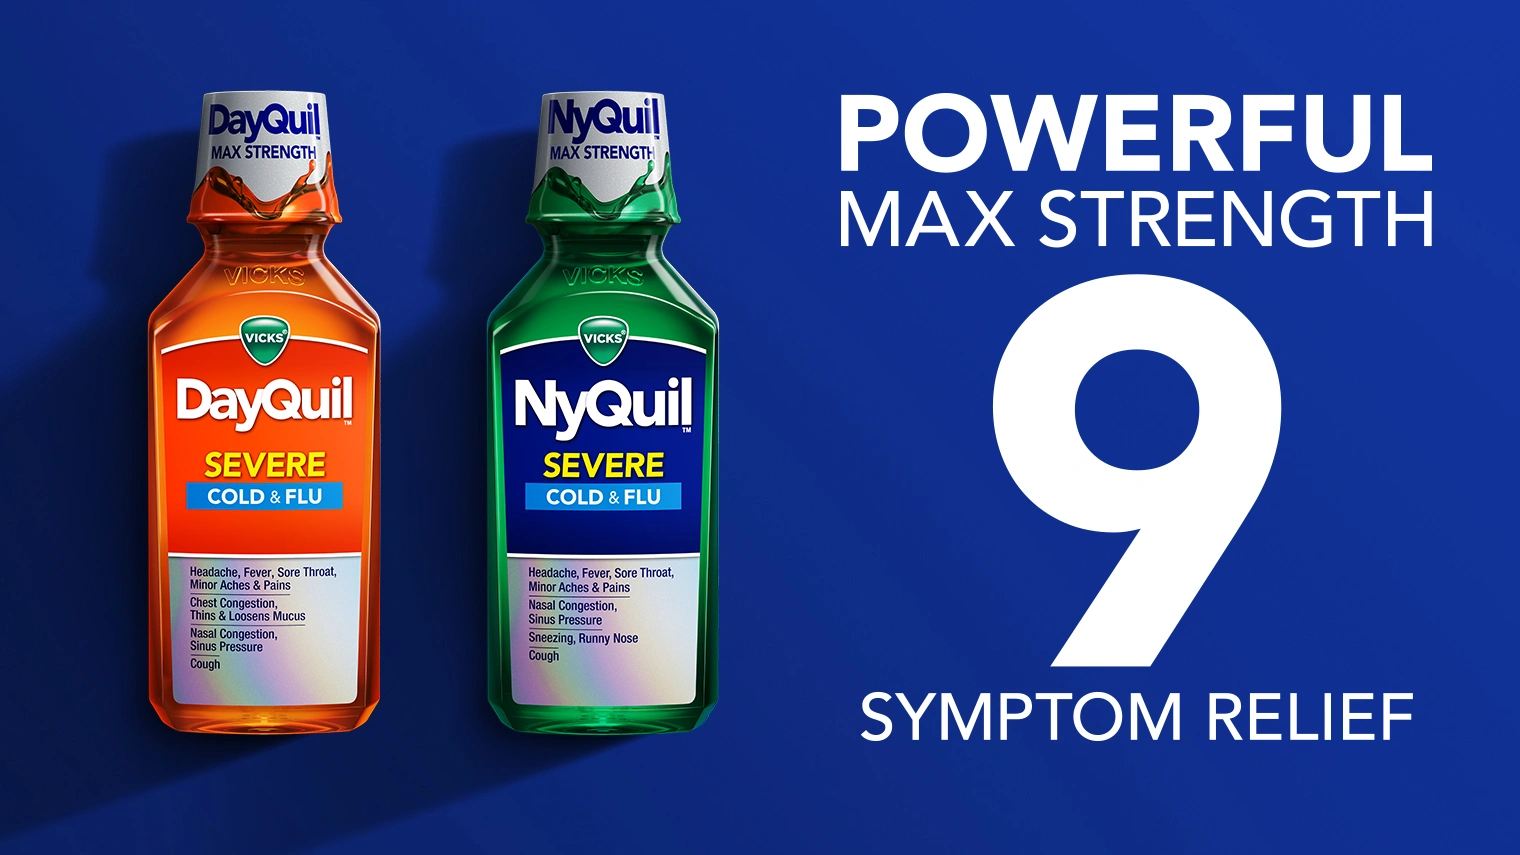 DayQuil
MAX STRENGTH
VICKS
VICKS®
DayQuil™
SEVERE
COLD & FLU
Headache, Fever, Sore Throat,
Minor Aches & Pains
Chest Congestion,
Thins & Loosens Mucus
Nasal Congestion,
Sinus Pressure
Cough
NyQuil
MAX STRENGTH
VICKS
VICKS®
NyQuil™
SEVERE
COLD & FLU
Headache, Fever, Sore Throat,
Minor Aches & Pains
Nasal Congestion,
Sinus Pressure
Sneezing, Runny Nose
Cough
POWERFUL
MAX STRENGTH
9
SYMPTOM RELIEF